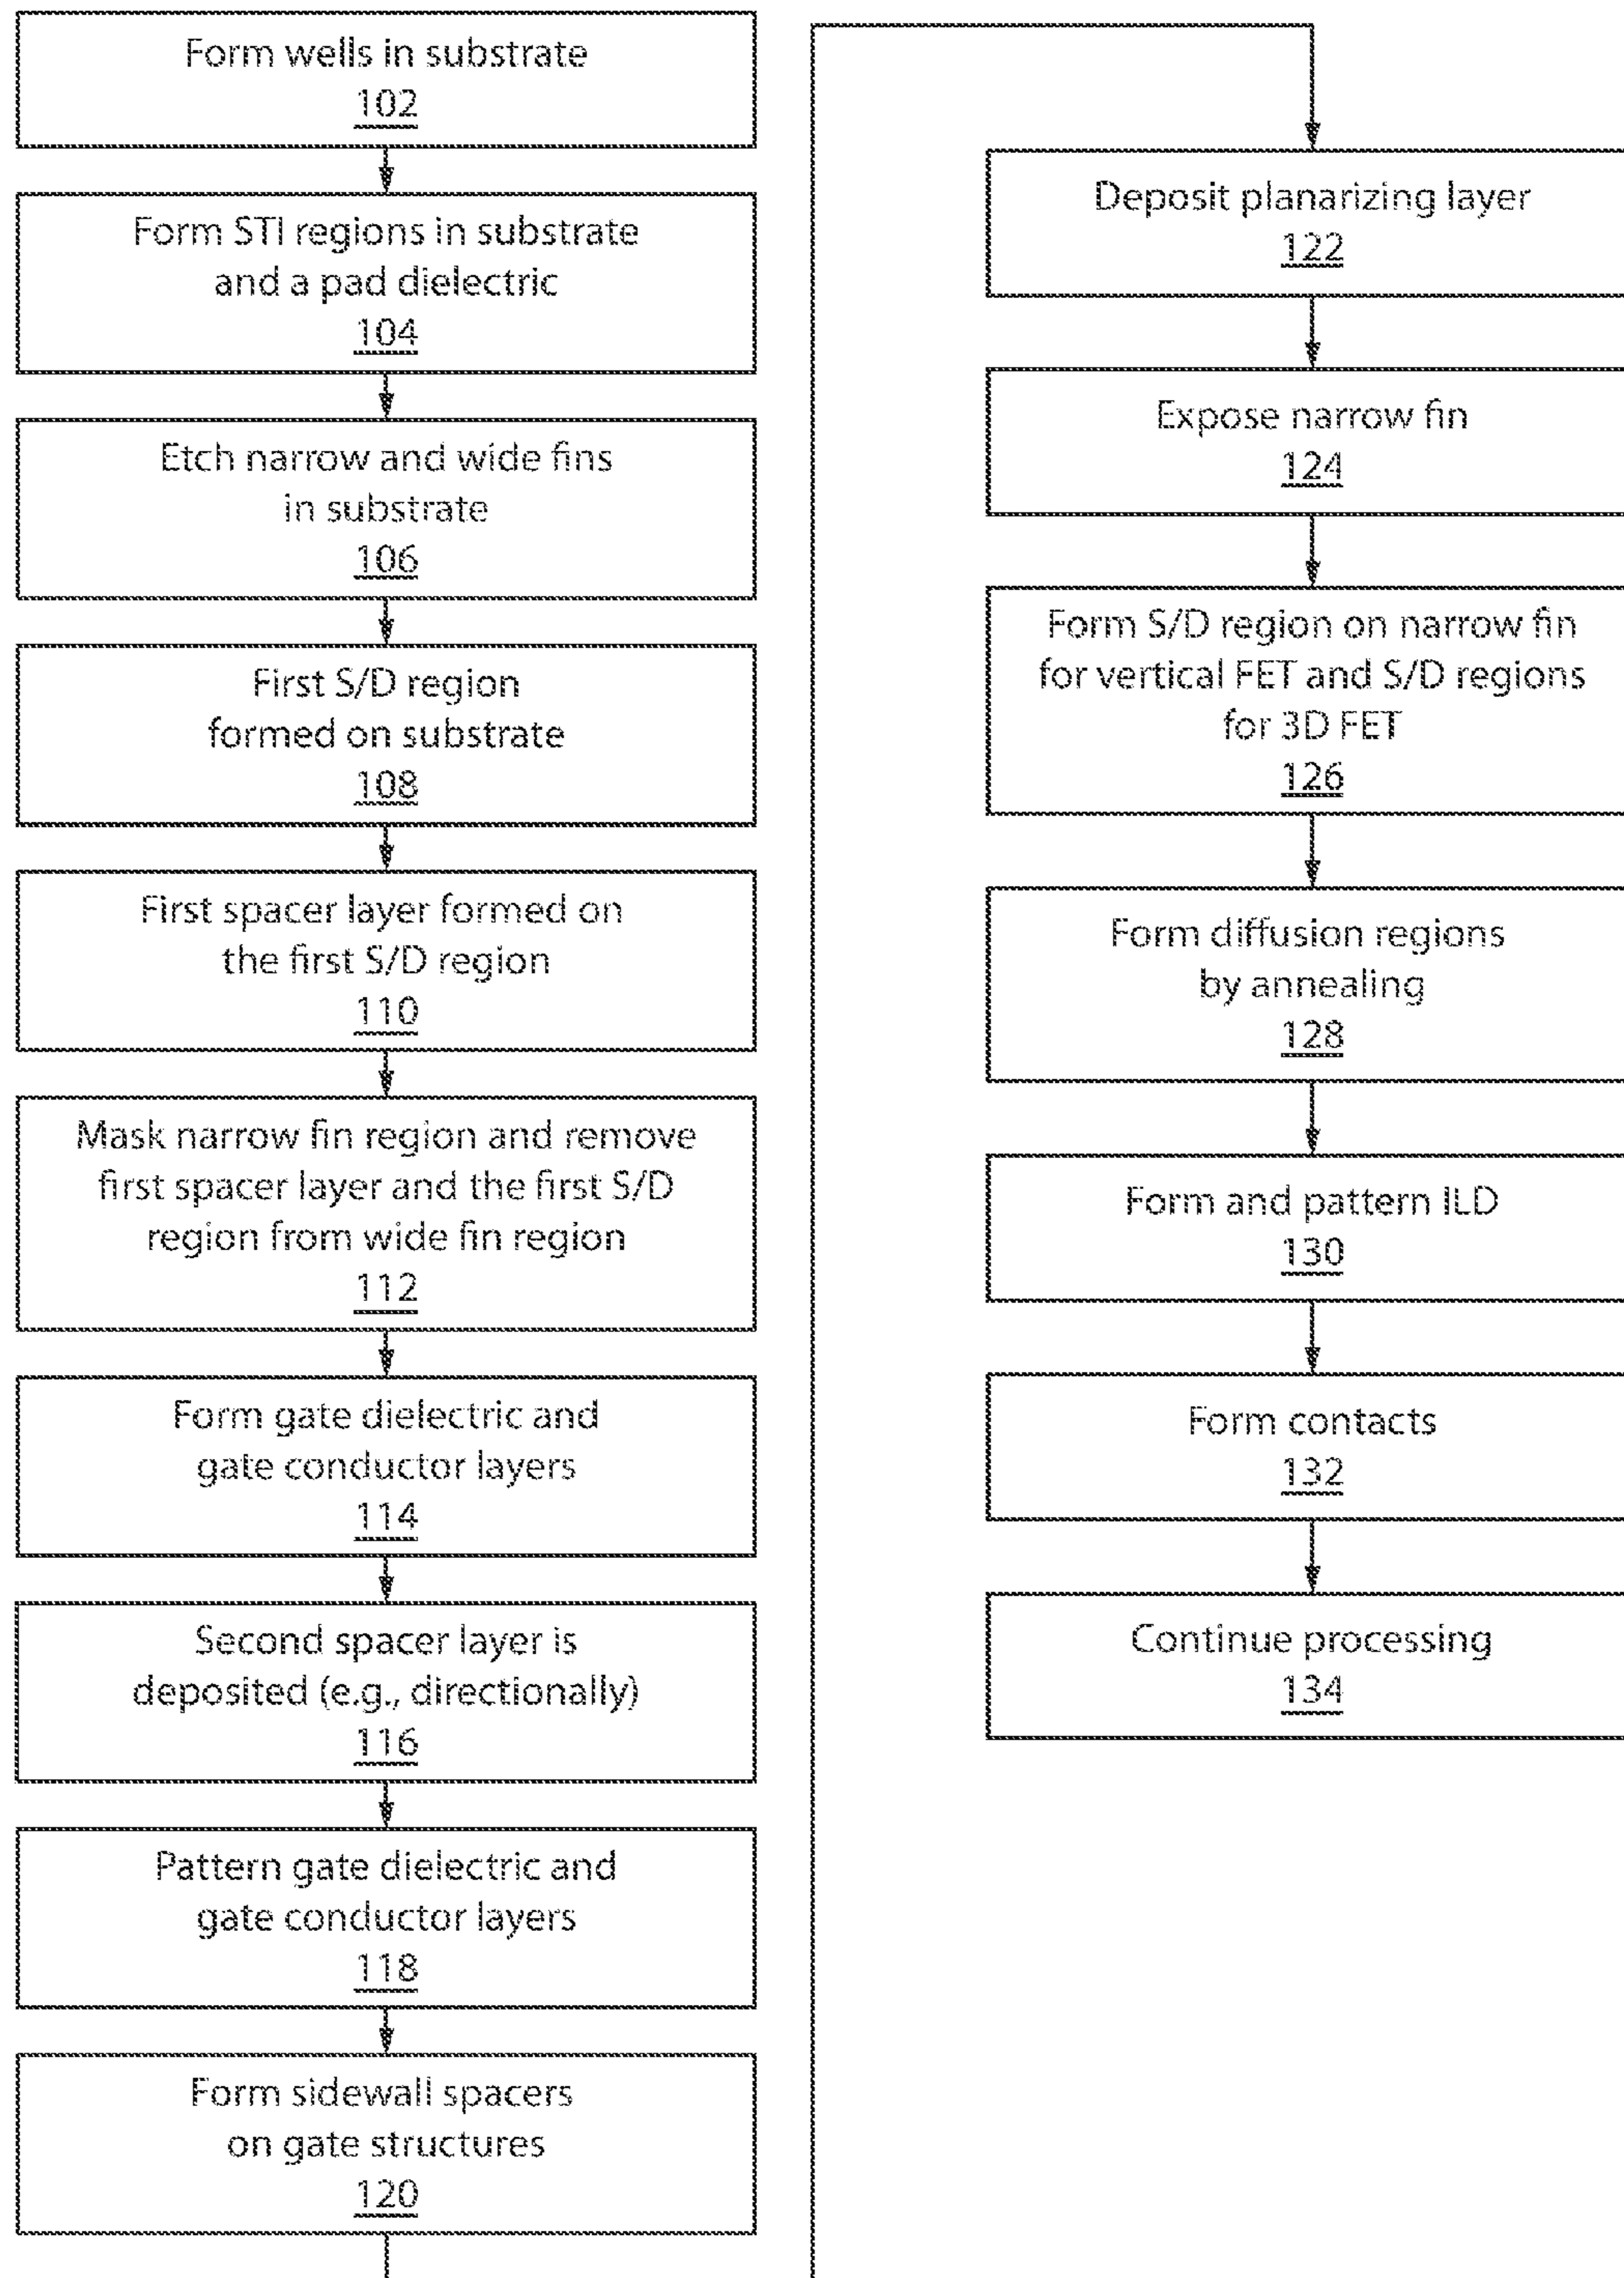 Form wells in substrate
102
Form STI regions in substrate
and a pad dielectric
104
Etch narrow and wide fins
in substrate
106
First S/D region
formed on substrate
108
First spacer layer formed on
the first S/D region
110
Mask narrow fin region and remove
first spacer layer and the first S/D
region from wide fin region
112
Form gate dielectric and
gate conductor layers
114
Second spacer layer is
deposited (e.g., directionally)
116
Pattern gate dielectric and
gate conductor layers
118
Form sidewall spacers
on gate structures
120
Deposit planarizing layer
122
Expose narrow fin
124
Form S/D region on narrow fin
for vertical FET and S/D regions
for 3D FET
126
Form diffusion regions
by annealing
128
Form and pattern ILD
130
Form contacts
132
Continue processing
134